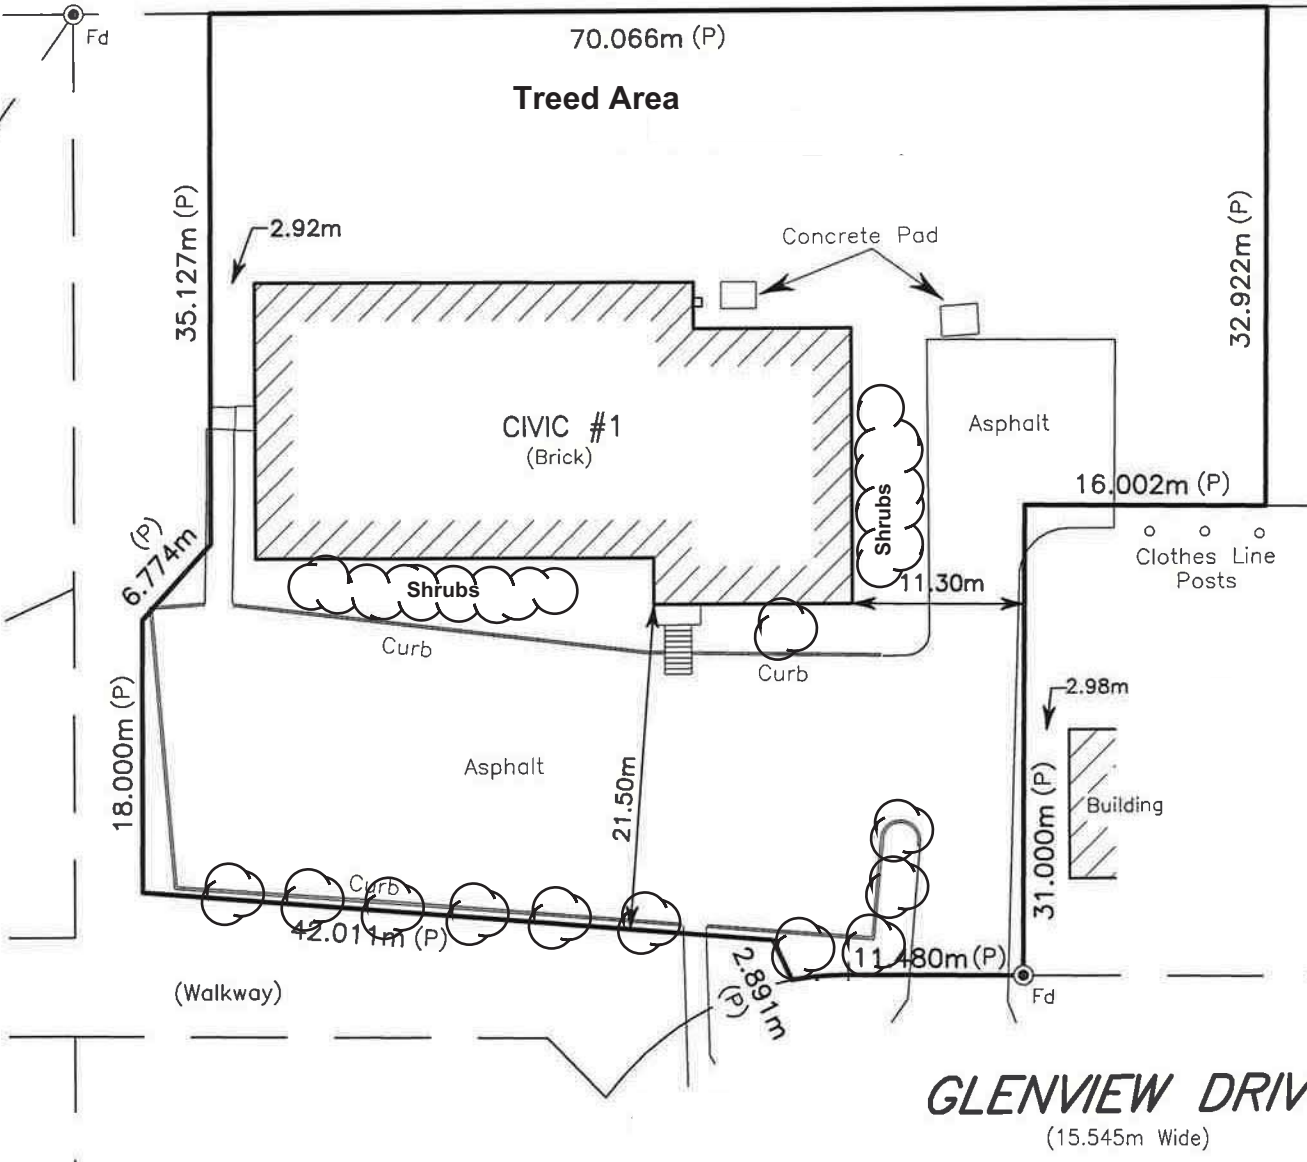 Fd
70.066m (P)
Treed Area
35.127m (P)
2.92m
Concrete Pad
32.922m (P)
CIVIC #1
(Brick)
Asphalt
Shrubs
16.002m (P)
Clothes Line
Posts
6.774m (P)
Shrubs
11.30m
Curb
Curb
2.98m
18.000m (P)
Asphalt
21.50m
Building
31.000m (P)
Curb
42.011m (P)
11.480m (P)
2.891m
(P)
(Walkway)
Fd
GLENVIEW DRIV
(15.545m Wide)